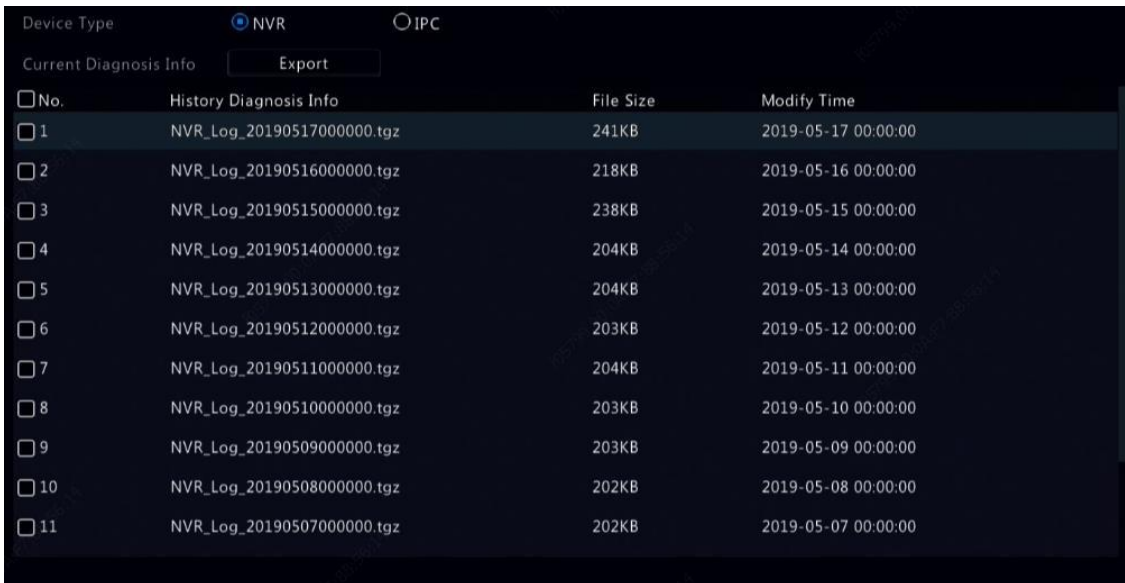 Device Type NVR IPC
Current Diagnosis Info Export
No. History Diagnosis Info File Size Modify Time
1 NVR_Log_20190517000000.tgz 241KB 2019-05-17 00:00:00
2 NVR_Log_20190516000000.tgz 218KB 2019-05-16 00:00:00
3 NVR_Log_20190515000000.tgz 238KB 2019-05-15 00:00:00
4 NVR_Log_20190514000000.tgz 204KB 2019-05-14 00:00:00
5 NVR_Log_20190513000000.tgz 204KB 2019-05-13 00:00:00
6 NVR_Log_20190512000000.tgz 203KB 2019-05-12 00:00:00
7 NVR_Log_20190511000000.tgz 204KB 2019-05-11 00:00:00
8 NVR_Log_20190510000000.tgz 203KB 2019-05-10 00:00:00
9 NVR_Log_20190509000000.tgz 203KB 2019-05-09 00:00:00
10 NVR_Log_20190508000000.tgz 202KB 2019-05-08 00:00:00
11 NVR_Log_20190507000000.tgz 202KB 2019-05-07 00:00:00